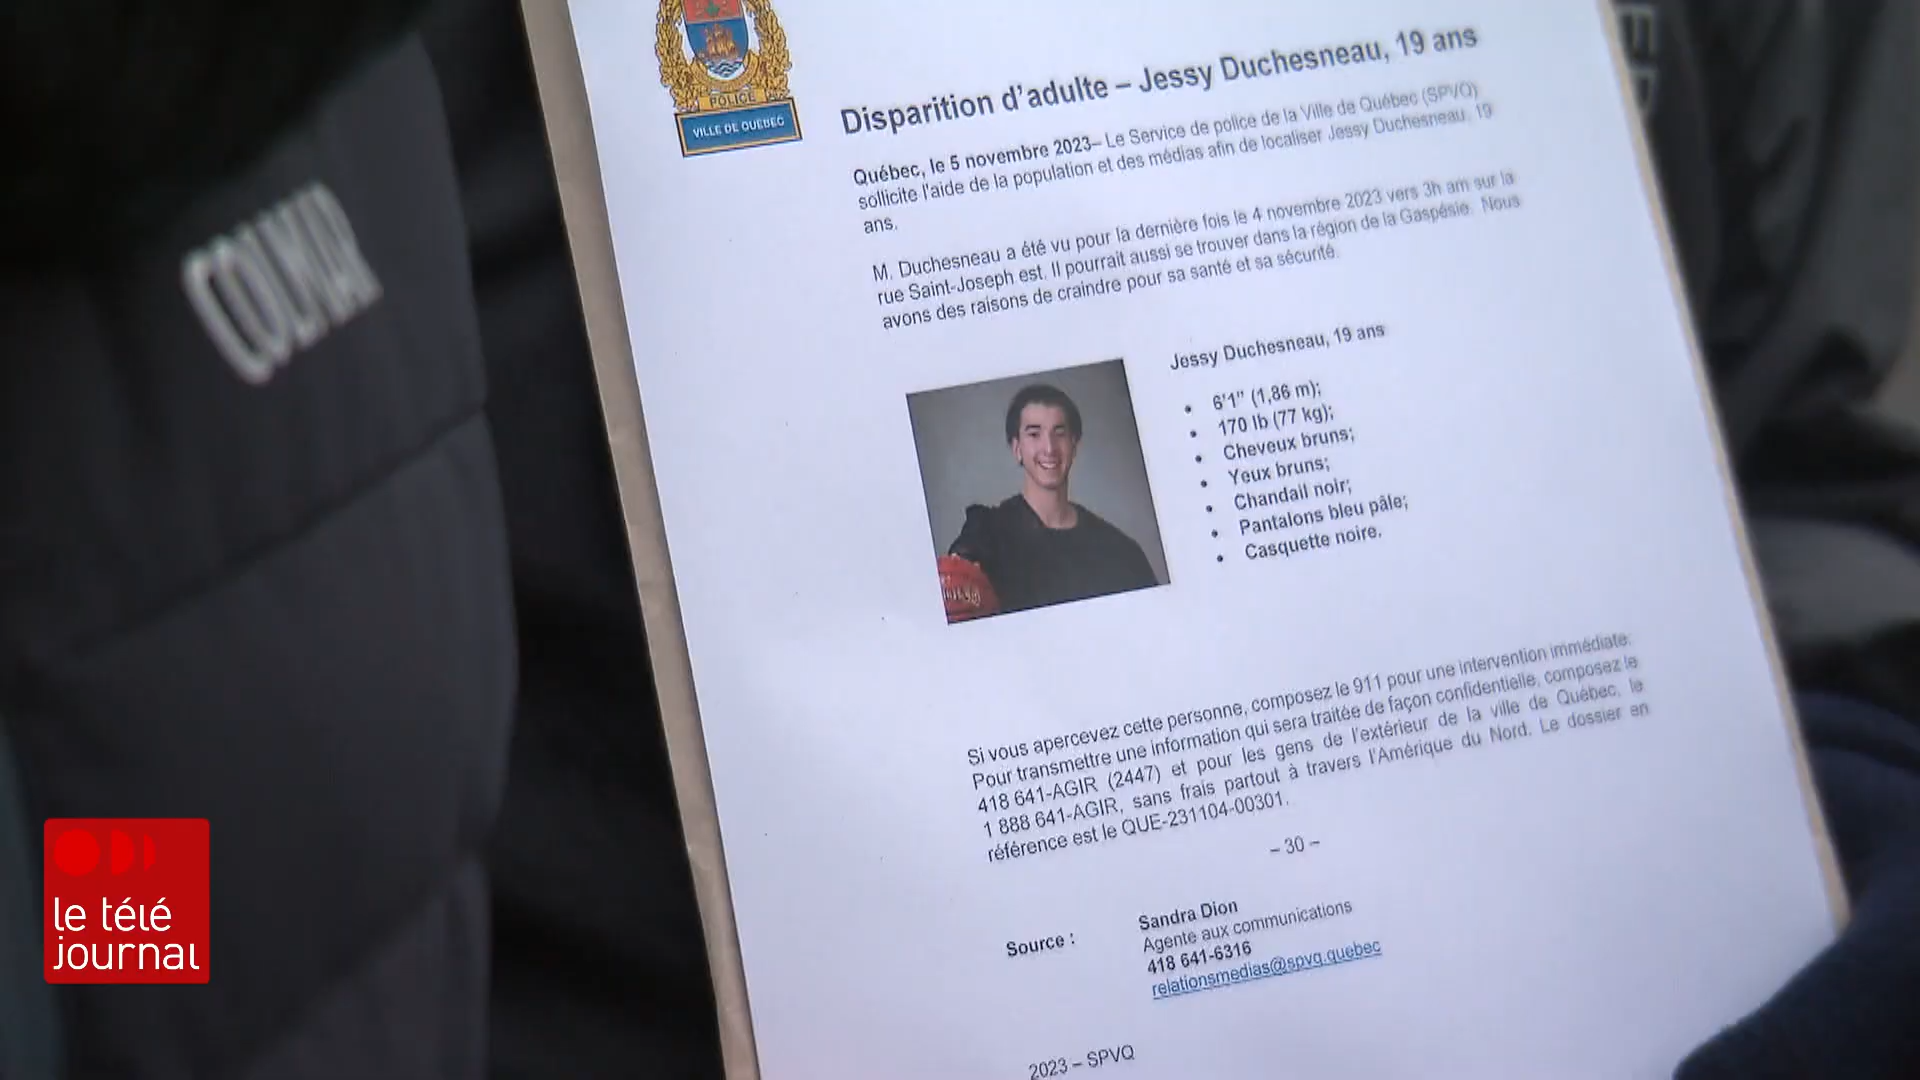 POLICE
VILLE DE QUÉBEC
Disparition d'adulte – Jessy Duchesneau, 19 ans
Québec, le 5 novembre 2023– Le Service de police de la Ville de Québec (SPVQ)
sollicite l'aide de la population et des médias afin de localiser Jessy Duchesneau, 19
ans.
M. Duchesneau a été vu pour la dernière fois le 4 novembre 2023 vers 3h am sur la
rue Saint-Joseph est. Il pourrait aussi se trouver dans la région de la Gaspésie. Nous
avons des raisons de craindre pour sa santé et sa sécurité.
Jessy Duchesneau, 19 ans
• 6'1" (1,86 m);
• 170 lb (77 kg);
• Cheveux bruns;
• Yeux bruns;
• Chandail noir;
• Pantalons bleu pâle;
• Casquette noire.
Si vous apercevez cette personne, composez le 911 pour une intervention immédiate.
Pour transmettre une information qui sera traitée de façon confidentielle, composez le
418 641-AGIR (2447) et pour les gens de l'extérieur de la ville de Québec, le
1 888 641-AGIR, sans frais partout à travers l'Amérique du Nord. Le dossier en
référence est le QUE-231104-00301.
– 30 –
Source :
Sandra Dion
Agente aux communications
418 641-6316
relationsmedias@spvq.quebec
2023 – SPVQ
COLMAR
le télé
journal